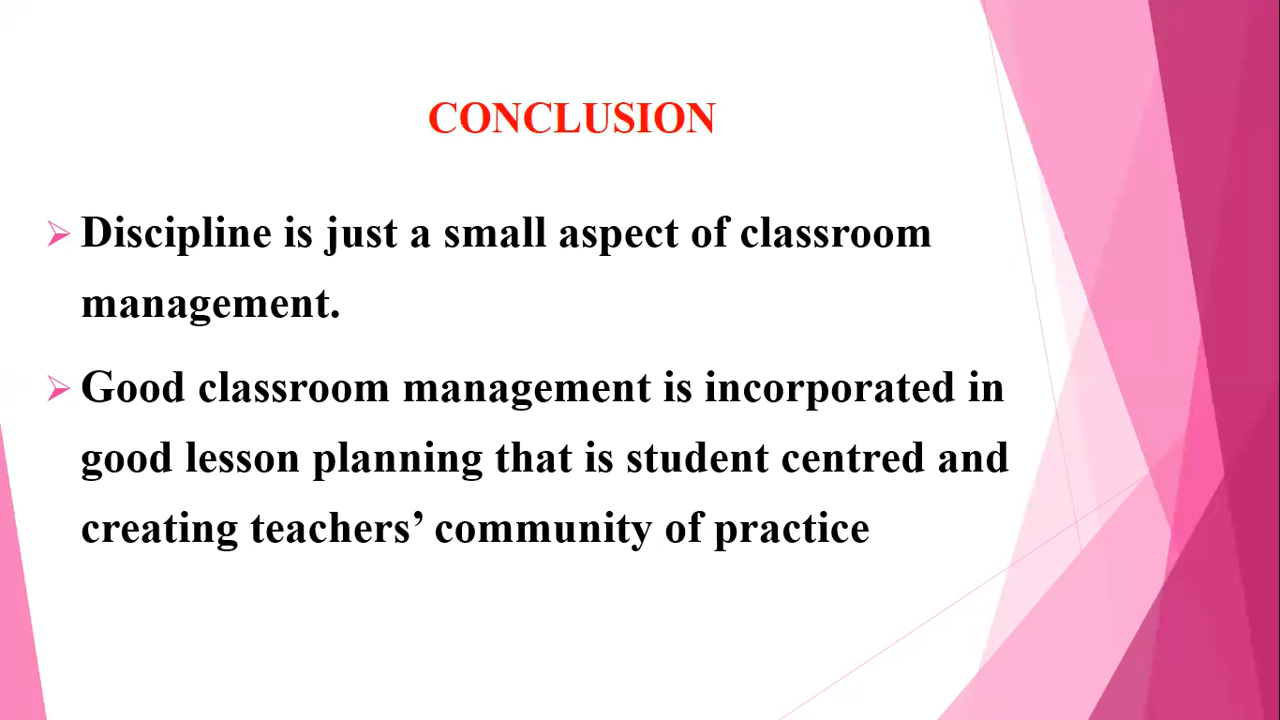 CONCLUSION
Discipline is just a small aspect of classroom
management.
Good classroom management is incorporated in
good lesson planning that is student centred and
creating teachers’ community of practice